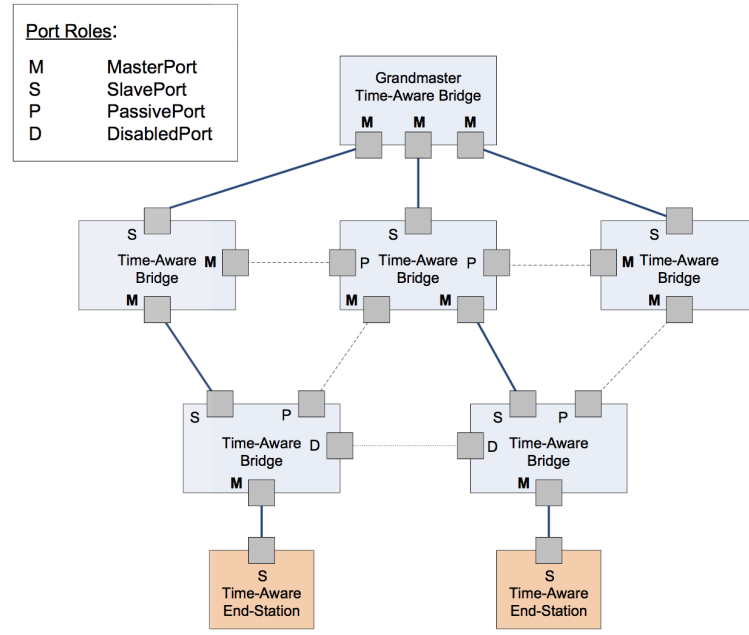 Port Roles:
M MasterPort
S SlavePort
P PassivePort
D DisabledPort
Grandmaster
Time-Aware Bridge
M M M
S
Time-Aware M
Bridge
M
S
P Time-Aware P
Bridge
M M
S
M Time-Aware
Bridge
M
S P
Time-Aware D
Bridge
M
S P
D Time-Aware
Bridge
M
S
Time-Aware
End-Station
S
Time-Aware
End-Station